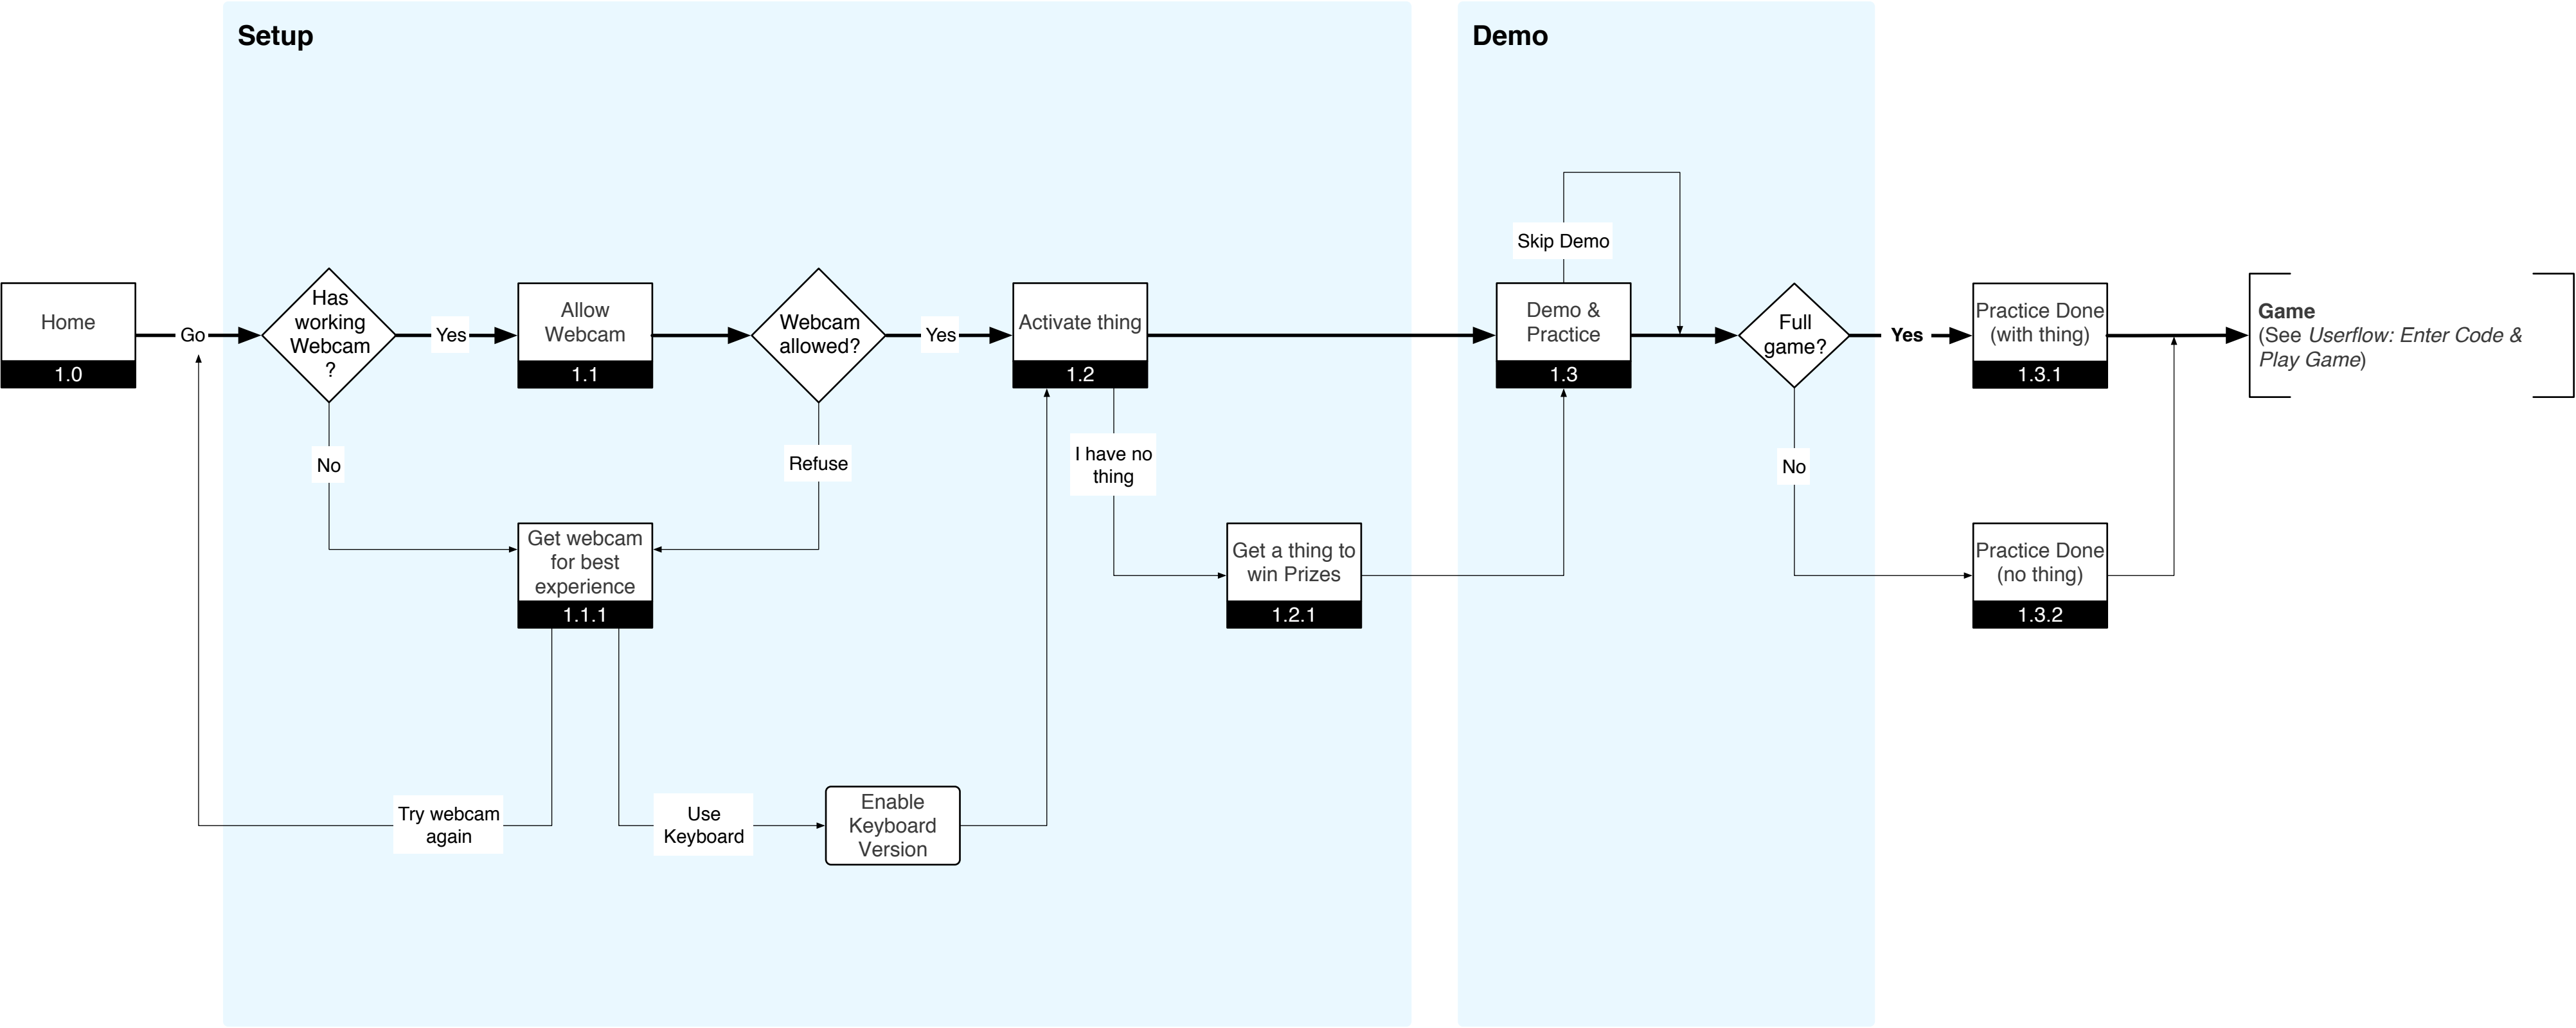 Setup
Demo
Home
1.0
Go
Has
working
Webcam
?
Yes
Allow
Webcam
1.1
Webcam
allowed?
Yes
Activate thing
1.2
Skip Demo
Demo &
Practice
1.3
Full
game?
Yes
Practice Done
(with thing)
1.3.1
Game
(See Userflow: Enter Code &
Play Game)
No
Refuse
I have no
thing
No
Get webcam
for best
experience
1.1.1
Get a thing to
win Prizes
1.2.1
Practice Done
(no thing)
1.3.2
Try webcam
again
Use
Keyboard
Enable
Keyboard
Version